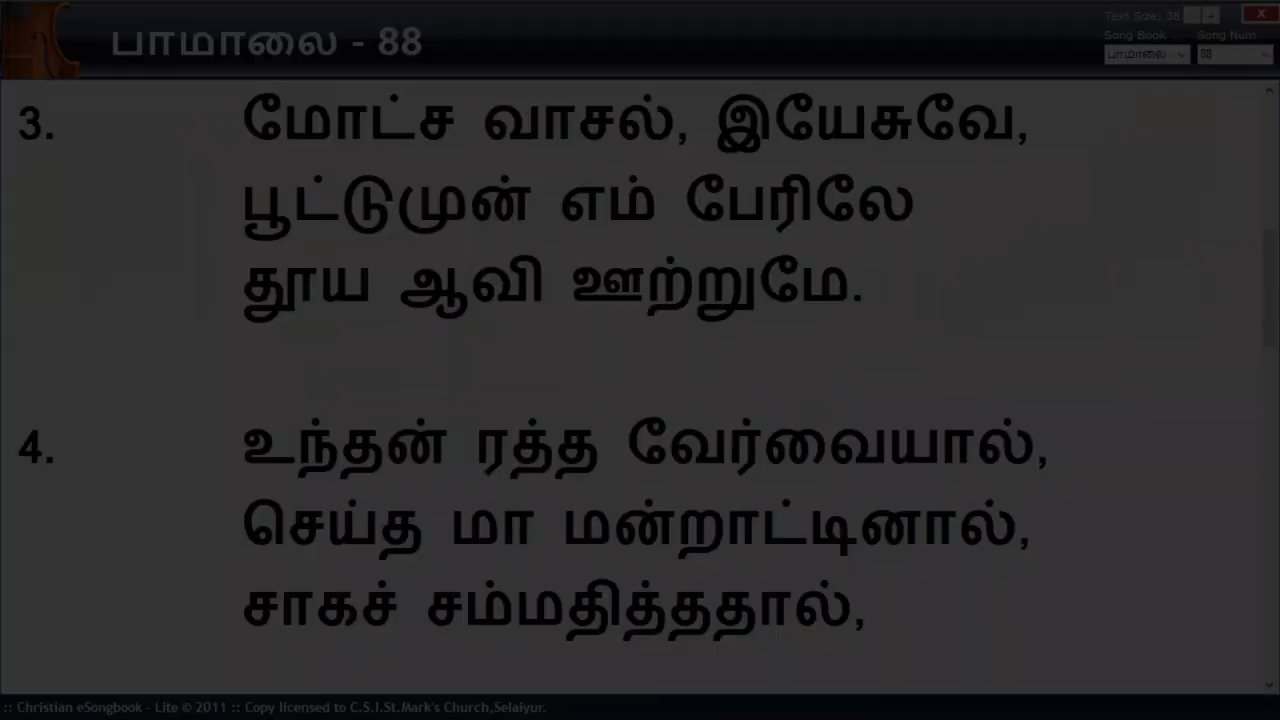 பாமாலை - 88
Text Size: 36
Song Book
Song Num
பாமாலை
88
3. மோட்ச வாசல், இயேசுவே,
பூட்டுமுன் எம் பேரிலே
தூய ஆவி ஊற்றுமே.
4. உந்தன் ரத்த வேர்வையால்,
செய்த மா மன்றாட்டினால்,
சாகச் சம்மதித்ததால்,
:: Christian eSongbook - Lite © 2011 :: Copy licensed to C.S.I.St.Mark's Church,Selaiyur.